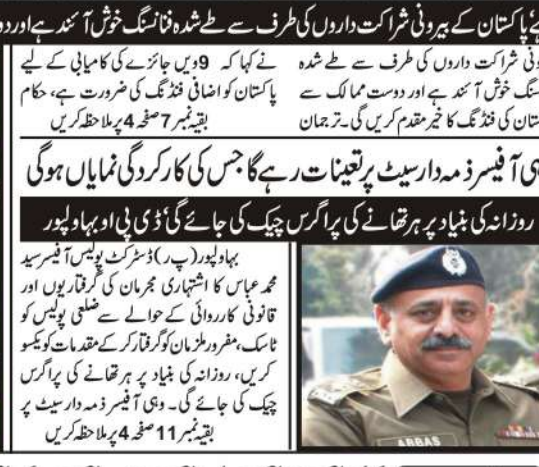 پاکستان کے بیرونی شراکت داروں کی طرف سے طے شدہ فنانسنگ خوش آئند ہے اور
شراکت داروں کی طرف سے طے شدہ
خوش آئند ہے اور دوست ممالک سے
کی فنڈنگ کا خیر مقدم کریں گی۔ ترجمان
نے کہا کہ 9ویں جائزے کی کامیابی کے لیے
پاکستان کو اضافی فنڈنگ کی ضرورت ہے، حکام
بقیہ نمبر 7 صفحہ 4 پر ملاحظہ کریں
آفیسر ذمہ دار سیٹ پر تعینات رہے گا جس کی کارکردگی نمایاں ہوگی
روزانہ کی بنیاد پر ہر تھانے کی پراگرس چیک کی جائے گی‘ ڈی پی او بہاولپور
بہاولپور (پ ر) ڈسٹرکٹ پولیس آفیسر سید
محمد عباس کا اشتہاری مجرمان کی گرفتاریوں اور
قانونی کارروائی کے حوالے سے ضلعی پولیس کو
ٹاسک، مفرور ملزمان کو گرفتار کر کے مقدمات کو یکسو
کریں، روزانہ کی بنیاد پر ہر تھانے کی پراگرس
چیک کی جائے گی۔ وہی آفیسر ذمہ دار سیٹ پر
بقیہ نمبر 11 صفحہ 4 پر ملاحظہ کریں
ABBAS